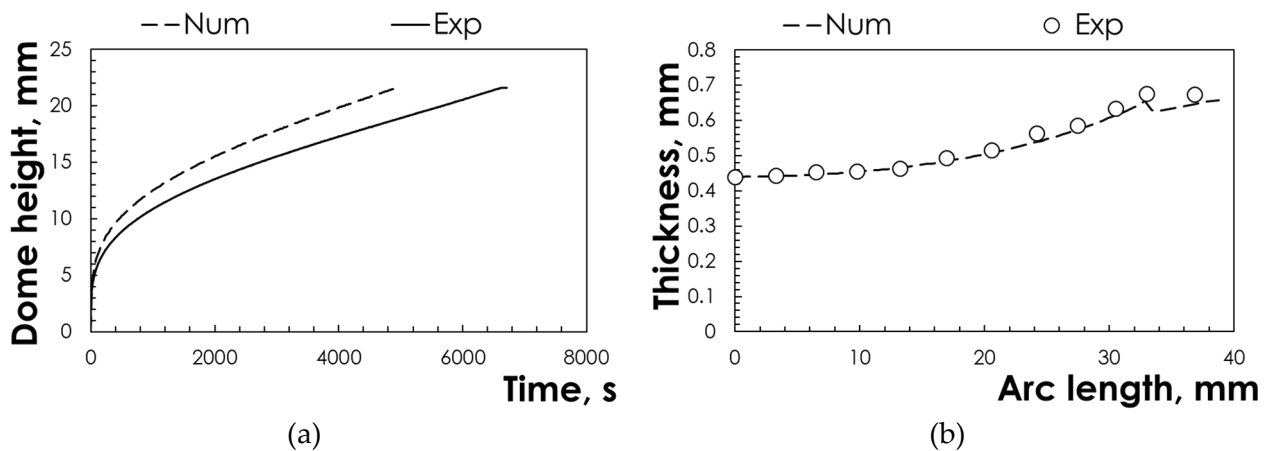 Num Exp
25
20
15
10
5
0
0 2000 4000 6000 8000
Dome height, mm
Time, s
(a)
Num Exp
0.8
0.7
0.6
0.5
0.4
0.3
0.2
0.1
0
0 10 20 30 40
Thickness, mm
Arc length, mm
(b)